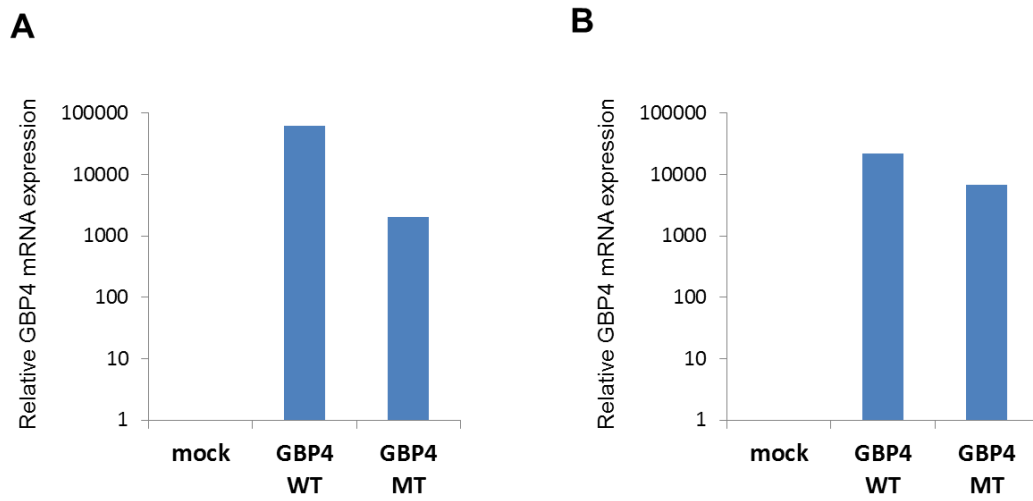 A
Relative GBP4 mRNA expression
100000
10000
1000
100
10
1
mock GBP4 GBP4
WT MT
B
Relative GBP4 mRNA expression
100000
10000
1000
100
10
1
mock GBP4 GBP4
WT MT